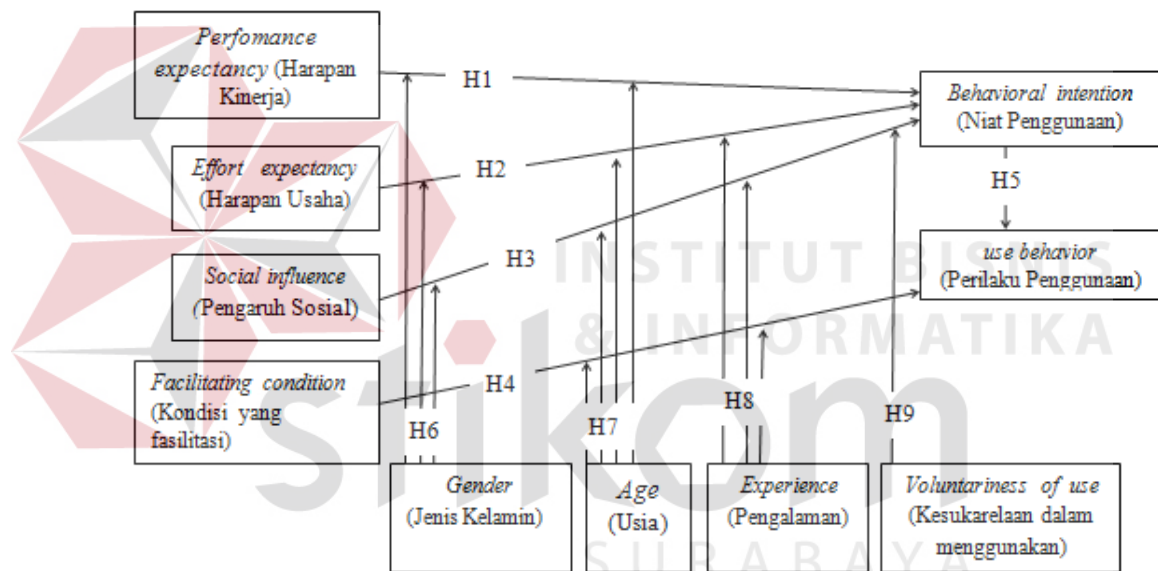 Perfomance
expectancy (Harapan
Kinerja)
H1
Behavioral intention
(Niat Penggunaan)
Effort expectancy
(Harapan Usaha)
H2
H5
Social influence
(Pengaruh Sosial)
H3
use behavior
(Perilaku Penggunaan)
INSTITUT BISNIS
& INFORMATIKA
Facilitating condition
(Kondisi yang
fasilitasi)
H4
H6
H7
H8
H9
stikom
Gender
(Jenis Kelamin)
Age
(Usia)
Experience
(Pengalaman)
Voluntariness of use
(Kesukarelaan dalam
menggunakan)
SURABAYA